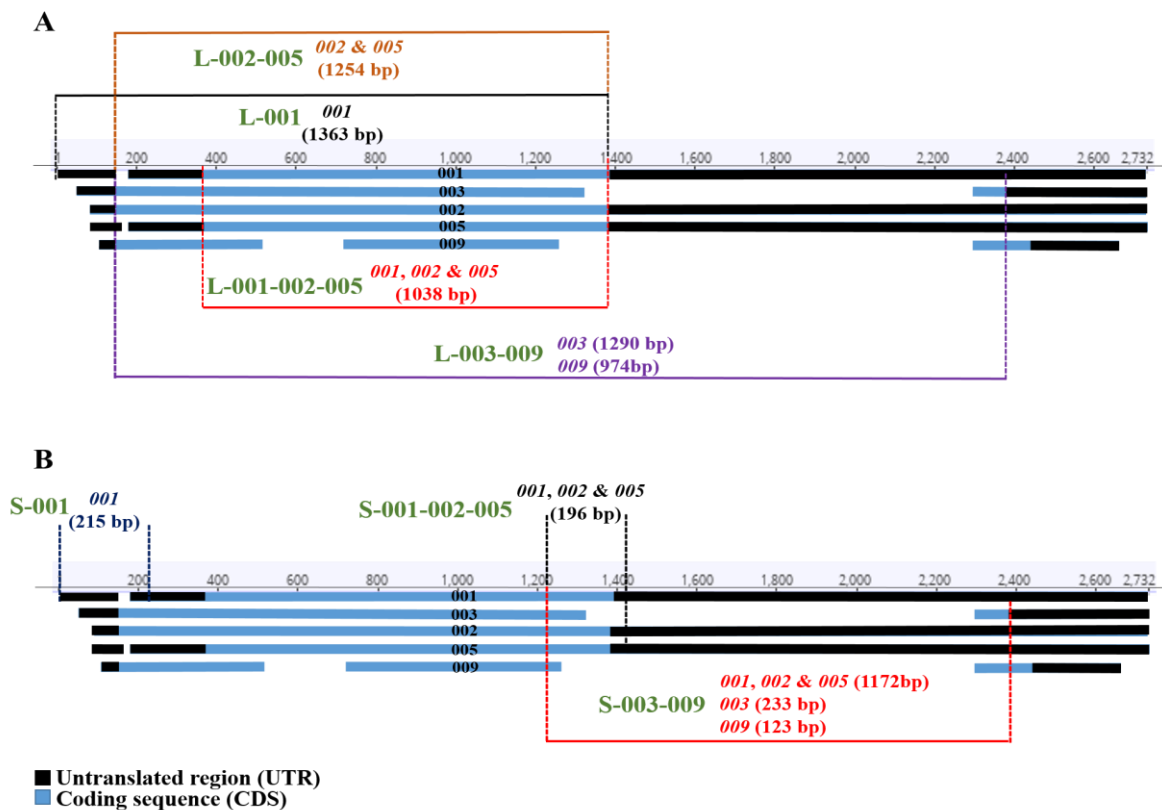 A
L-002-005 002 & 005
(1254 bp)
L-001 001
(1363 bp)
200 400 600 800 1,000 1,200 1,400 1,600 1,800 2,000 2,200 2,400 2,600 2,732
001
003
002
005
009
L-001-002-005 001, 002 & 005
(1038 bp)
L-003-009 003 (1290 bp)
009 (974bp)
B
S-001 001
(215 bp)
S-001-002-005 001, 002 & 005
(196 bp)
200 400 600 800 1,000 1,200 1,400 1,600 1,800 2,000 2,200 2,400 2,600 2,732
001
003
002
005
009
S-003-009 001, 002 & 005 (1172bp)
003 (233 bp)
009 (123 bp)
Untranslated region (UTR)
Coding sequence (CDS)